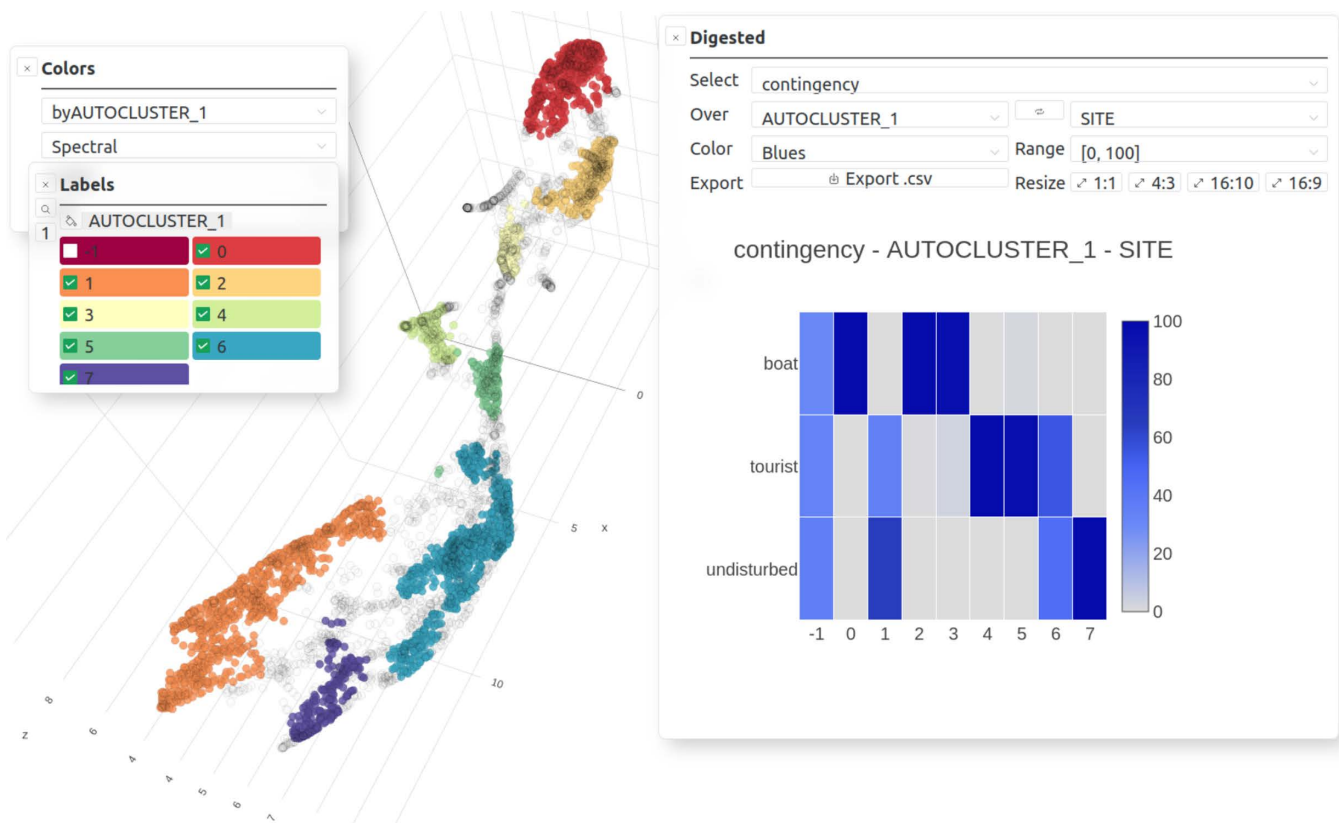 × Colors
byAUTOCLUSTER_1
Spectral
× Labels
1
AUTOCLUSTER_1
-1
0
1
2
3
4
5
6
7
0
5
x
10
8
6
z
4
4
5
6
7
× Digested
Select contingency
Over AUTOCLUSTER_1 SITE
Color Blues Range [0, 100]
Export Export .csv Resize 1:1 4:3 16:10 16:9
contingency - AUTOCLUSTER_1 - SITE
boat
tourist
undisturbed
-1 0 1 2 3 4 5 6 7
100
80
60
40
20
0